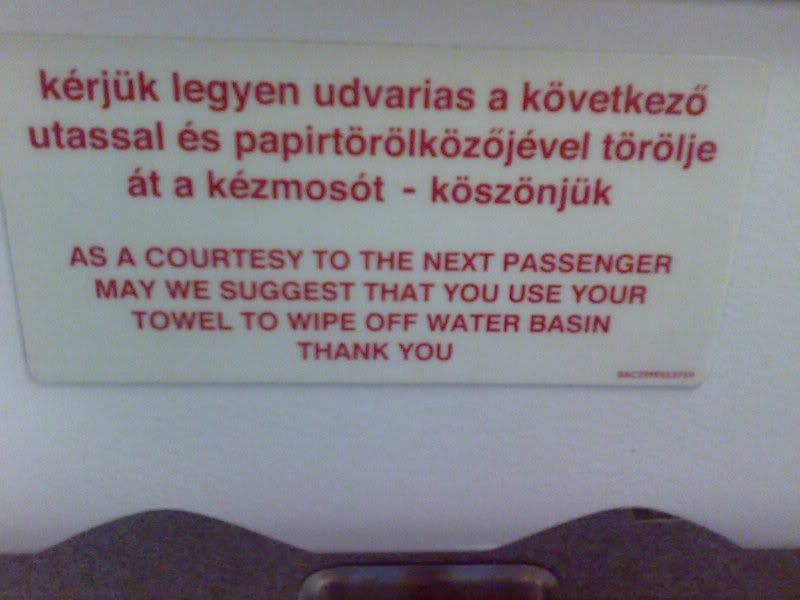 kérjük legyen udvarias a következő
utassal és papirtörölközőjével törölje
át a kézmosót - köszönjük
AS A COURTESY TO THE NEXT PASSENGER
MAY WE SUGGEST THAT YOU USE YOUR
TOWEL TO WIPE OFF WATER BASIN
THANK YOU